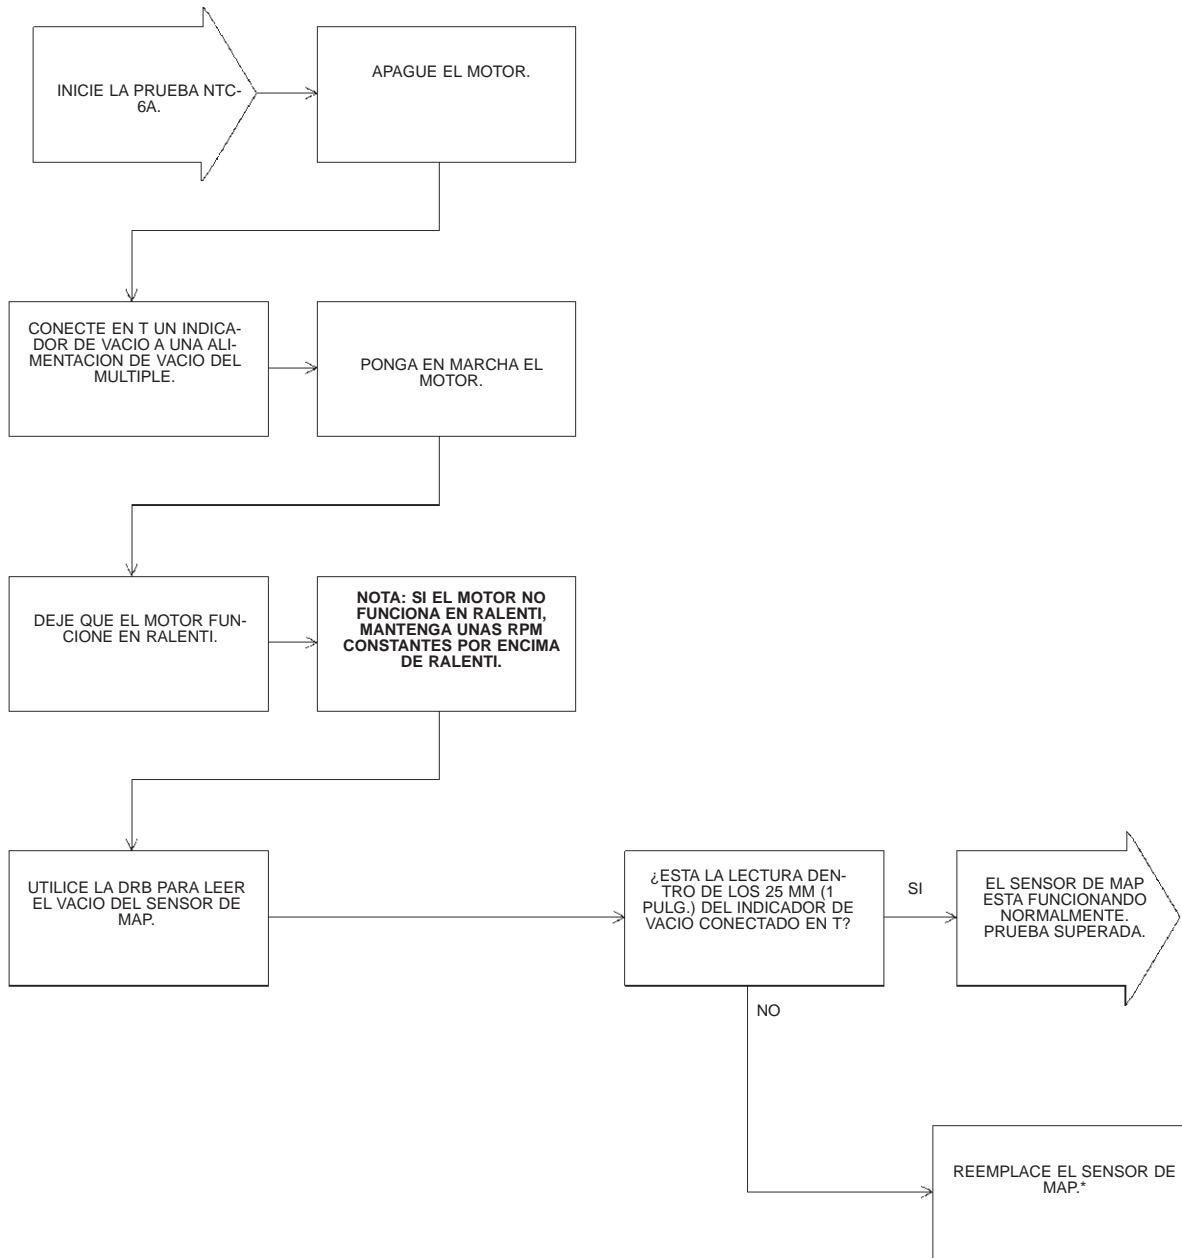 INICIE LA PRUEBA NTC-
6A.
APAGUE EL MOTOR.
CONECTE EN T UN INDICA-
DOR DE VACIO A UNA ALI-
MENTACION DE VACIO DEL
MULTIPLE.
PONGA EN MARCHA EL
MOTOR.
DEJE QUE EL MOTOR FUN-
CIONE EN RALENTI.
NOTA: SI EL MOTOR NO
FUNCIONA EN RALENTI,
MANTENGA UNAS RPM
CONSTANTES POR ENCIMA
DE RALENTI.
UTILICE LA DRB PARA LEER
EL VACIO DEL SENSOR DE
MAP.
¿ESTA LA LECTURA DEN-
TRO DE LOS 25 MM (1
PULG.) DEL INDICADOR DE
VACIO CONECTADO EN T?
SI
EL SENSOR DE MAP
ESTA FUNCIONANDO
NORMALMENTE.
PRUEBA SUPERADA.
NO
REEMPLACE EL SENSOR DE
MAP.*